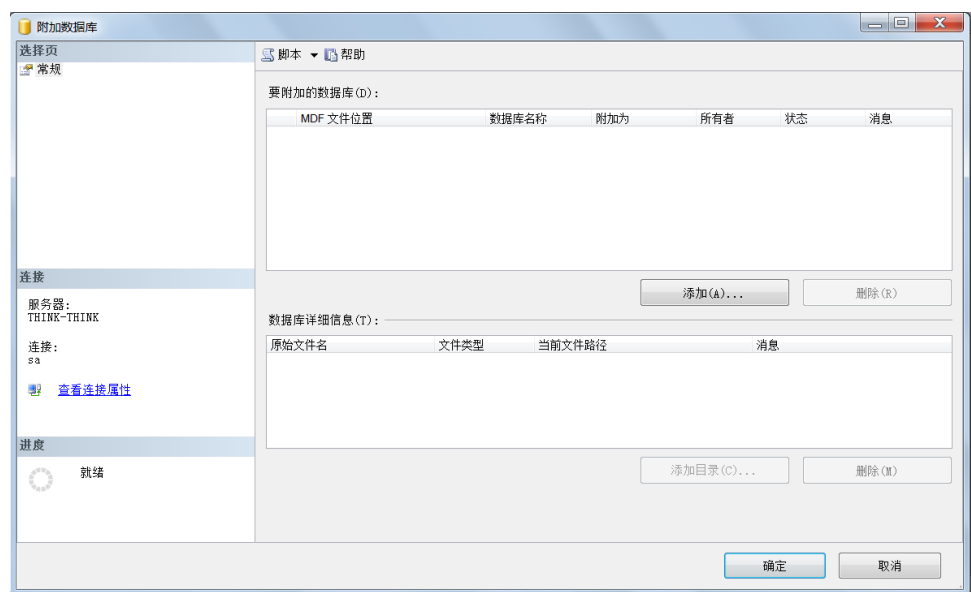 附加数据库
选择页
常规
脚本 帮助
要附加的数据库(D):
MDF 文件位置 数据库名称 附加为 所有者 状态 消息
添加(A)... 删除(R)
连接
服务器:
THINK-THINK
连接:
sa
查看连接属性
数据库详细信息(T):
原始文件名 文件类型 当前文件路径 消息
添加目录(C)... 删除(M)
进度
就绪
确定 取消